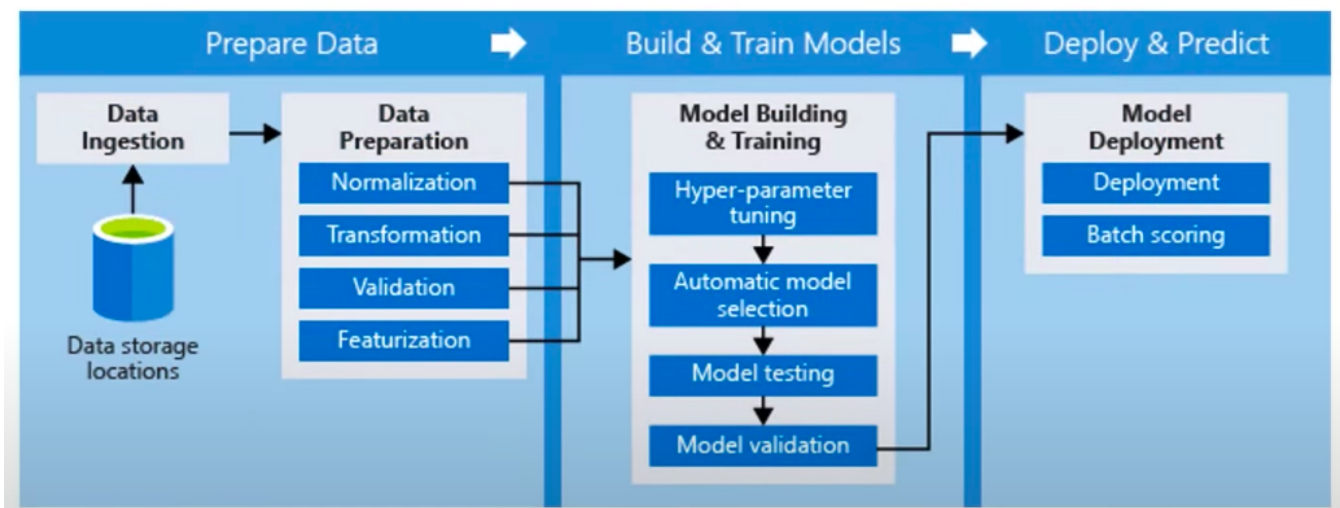 Prepare Data
Build & Train Models
Deploy & Predict
Data
Ingestion
Data storage
locations
Data
Preparation
Normalization
Transformation
Validation
Featurization
Model Building
& Training
Hyper-parameter
tuning
Automatic model
selection
Model testing
Model validation
Model
Deployment
Deployment
Batch scoring